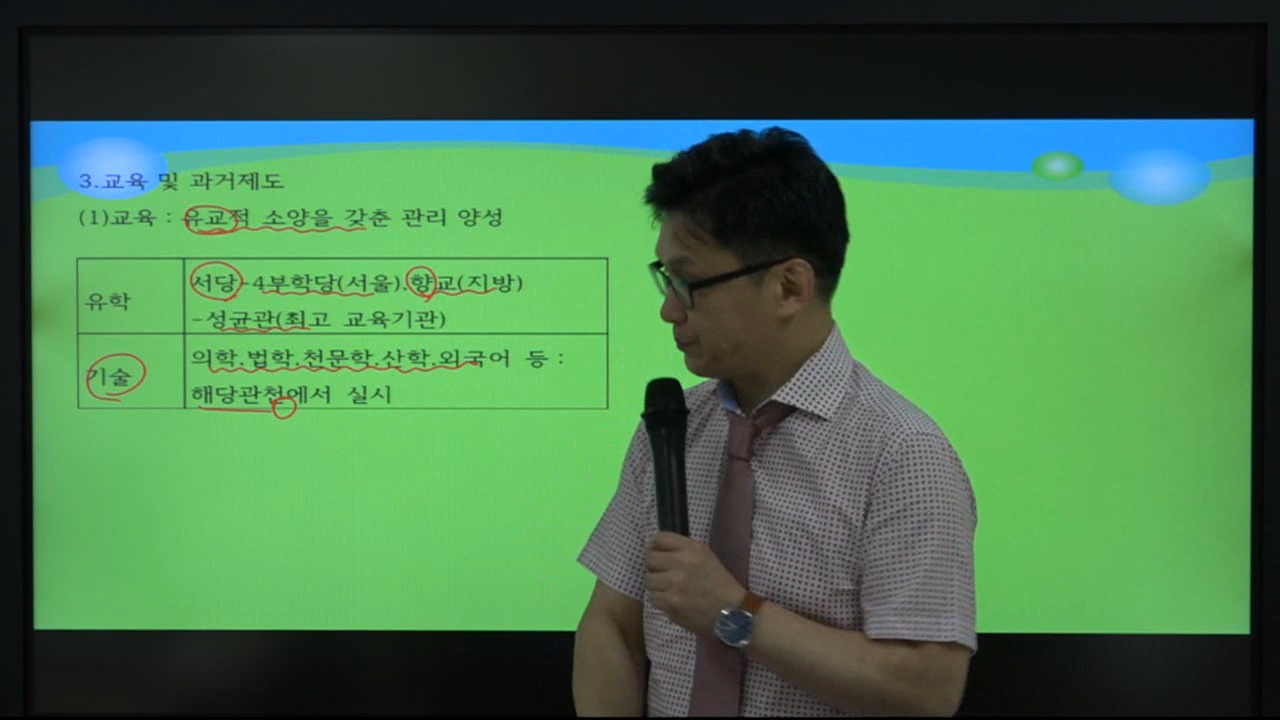 3.교육 및 과거제도
(1)교육 : 유교적 소양을 갖춘 관리 양성
유학
서당-4부학당(서울).향교(지방)
-성균관(최고 교육기관)
기술
의학.법학.천문학.산학.외국어 등 :
해당관천에서 실시